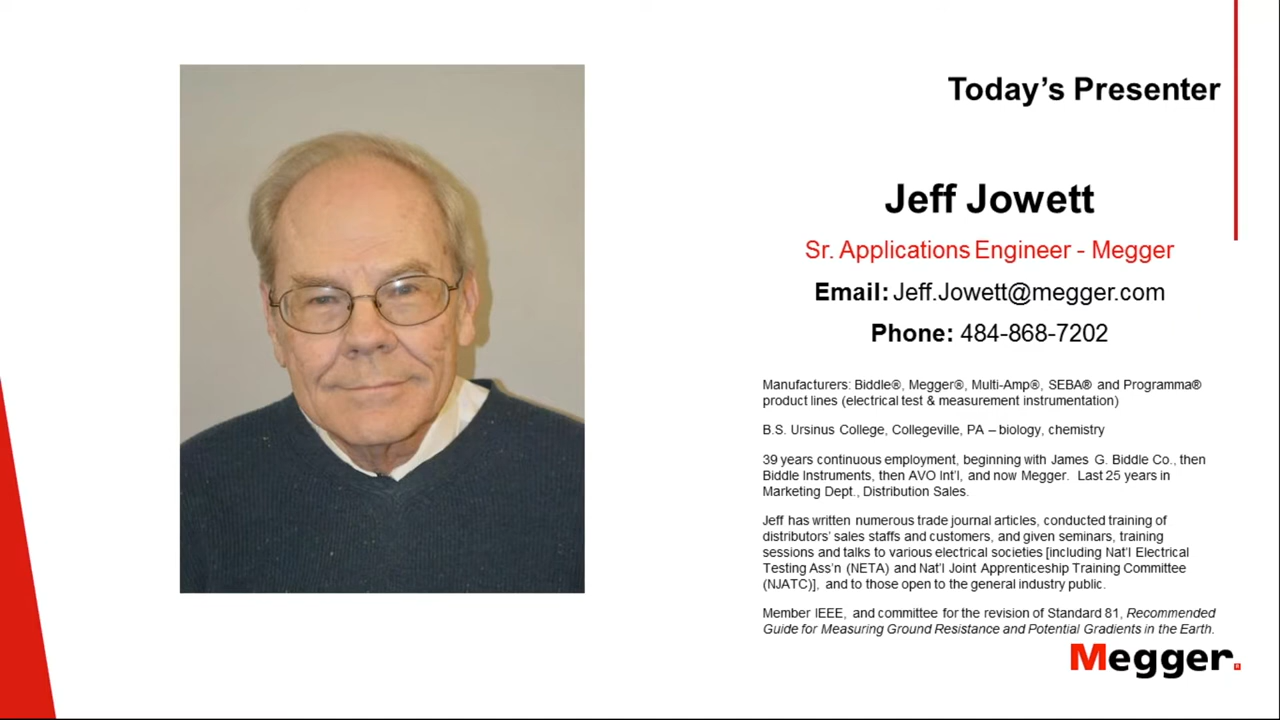 Today’s Presenter
Jeff Jowett
Sr. Applications Engineer - Megger
Email: Jeff.Jowett@megger.com
Phone: 484-868-7202
Manufacturers: Biddle®, Megger®, Multi-Amp®, SEBA® and Programma®
product lines (electrical test & measurement instrumentation)
B.S. Ursinus College, Collegeville, PA – biology, chemistry
39 years continuous employment, beginning with James G. Biddle Co., then
Biddle Instruments, then AVO Int’l, and now Megger. Last 25 years in
Marketing Dept., Distribution Sales.
Jeff has written numerous trade journal articles, conducted training of
distributors’ sales staffs and customers, and given seminars, training
sessions and talks to various electrical societies [including Nat’l Electrical
Testing Ass’n (NETA) and Nat’l Joint Apprenticeship Training Committee
(NJATC)], and to those open to the general industry public.
Member IEEE, and committee for the revision of Standard 81, Recommended
Guide for Measuring Ground Resistance and Potential Gradients in the Earth.
Megger.